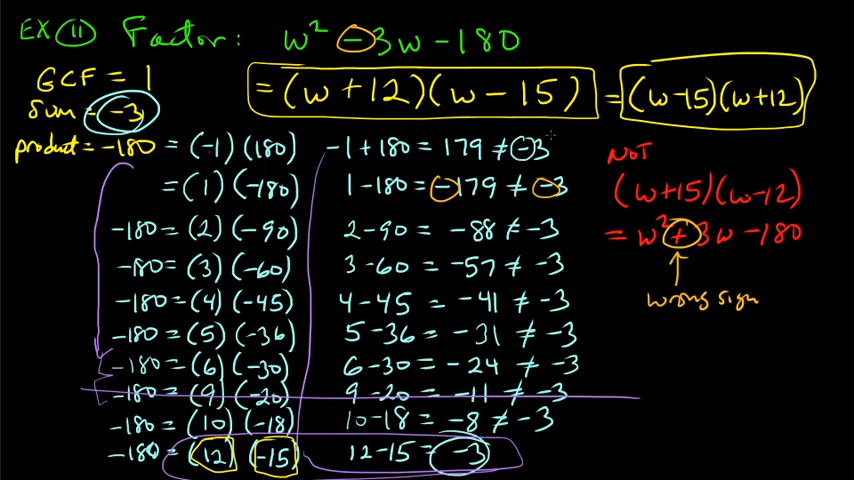 EX 11 Factor: w² - 3w - 180
GCF = 1
= (w + 12)(w - 15) = (w-15)(w+12)
sum = -3
product = -180 = (-1)(180) -1 + 180 = 179 ≠ -3
= (1)(-180) 1 - 180 = -179 ≠ -3
-180 = (2)(-90) 2 - 90 = -88 ≠ -3
-180 = (3)(-60) 3 - 60 = -57 ≠ -3
-180 = (4)(-45) 4 - 45 = -41 ≠ -3
-180 = (5)(-36) 5 - 36 = -31 ≠ -3
-180 = (6)(-30) 6 - 30 = -24 ≠ -3
-180 = (9)(-20) 9 - 20 = -11 ≠ -3
-180 = (10)(-18) 10 - 18 = -8 ≠ -3
-180 = (12)(-15) 12 - 15 = -3
NOT
(w+15)(w-12)
= w² + 3w - 180
wrong sign